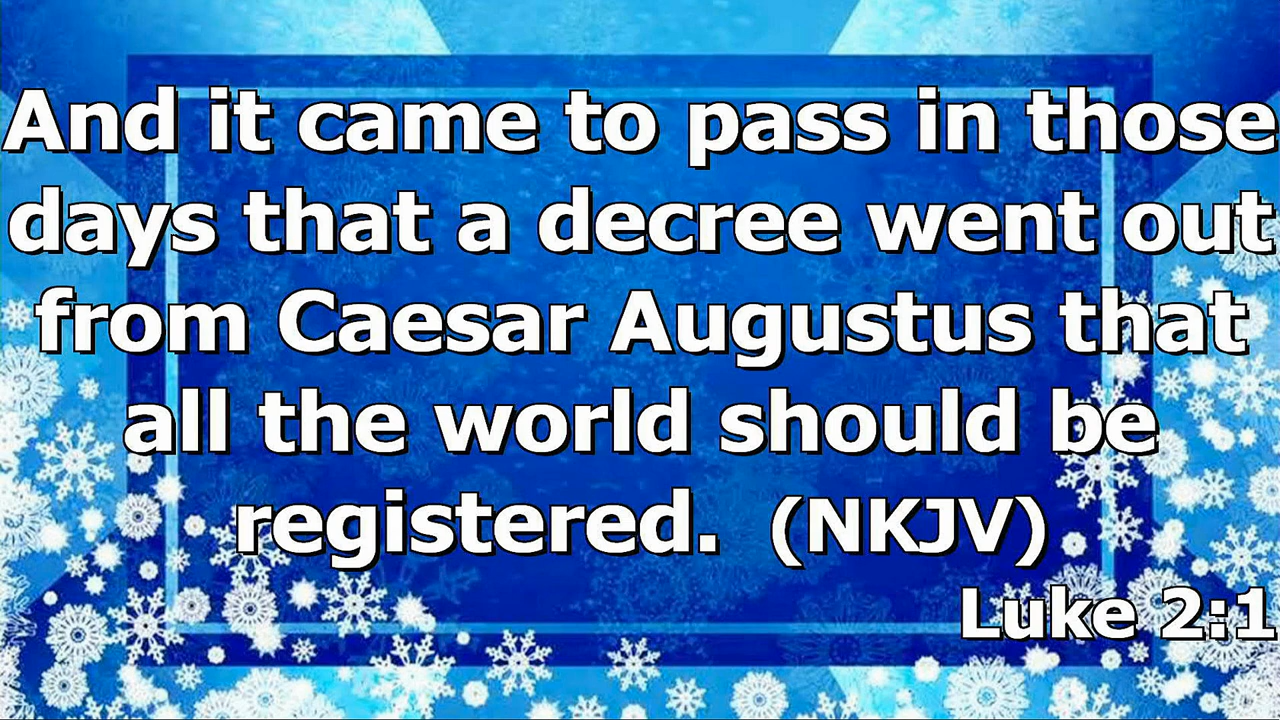 And it came to pass in those
days that a decree went out
from Caesar Augustus that
all the world should be
registered.  (NKJV)
Luke 2:1